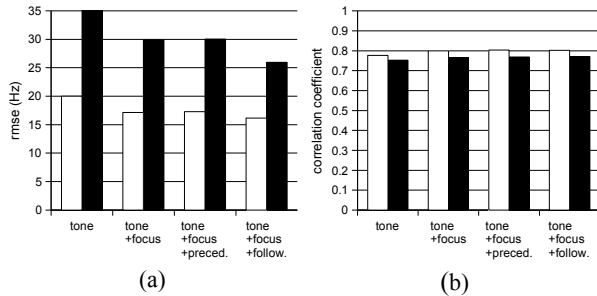 35
30
25
20
15
10
5
0
rmse (Hz)
tone
tone
+focus
tone
+focus
+preced.
tone
+focus
+follow.
(a)
1
0.9
0.8
0.7
0.6
0.5
0.4
0.3
0.2
0.1
0
correlation coefficient
tone
tone
+focus
tone
+focus
+preced.
tone
+focus
+follow.
(b)